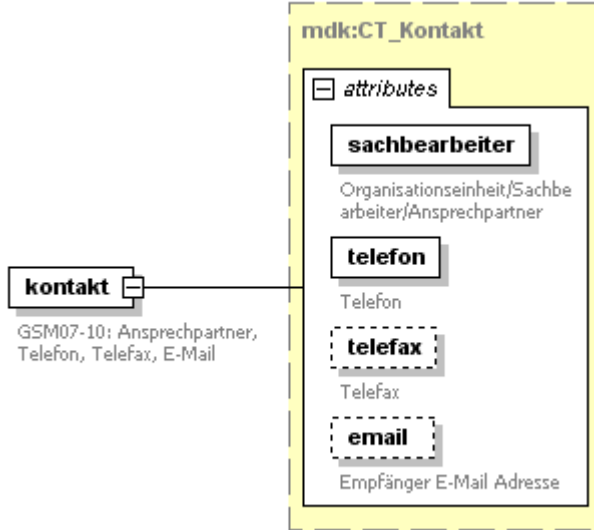 mdk:CT_Kontakt
attributes
sachbearbeiter
Organisationseinheit/Sachbe
arbeiter/Ansprechpartner
telefon
Telefon
kontakt
GSM07-10: Ansprechpartner,
Telefon, Telefax, E-Mail
telefax
Telefax
email
Empfänger E-Mail Adresse